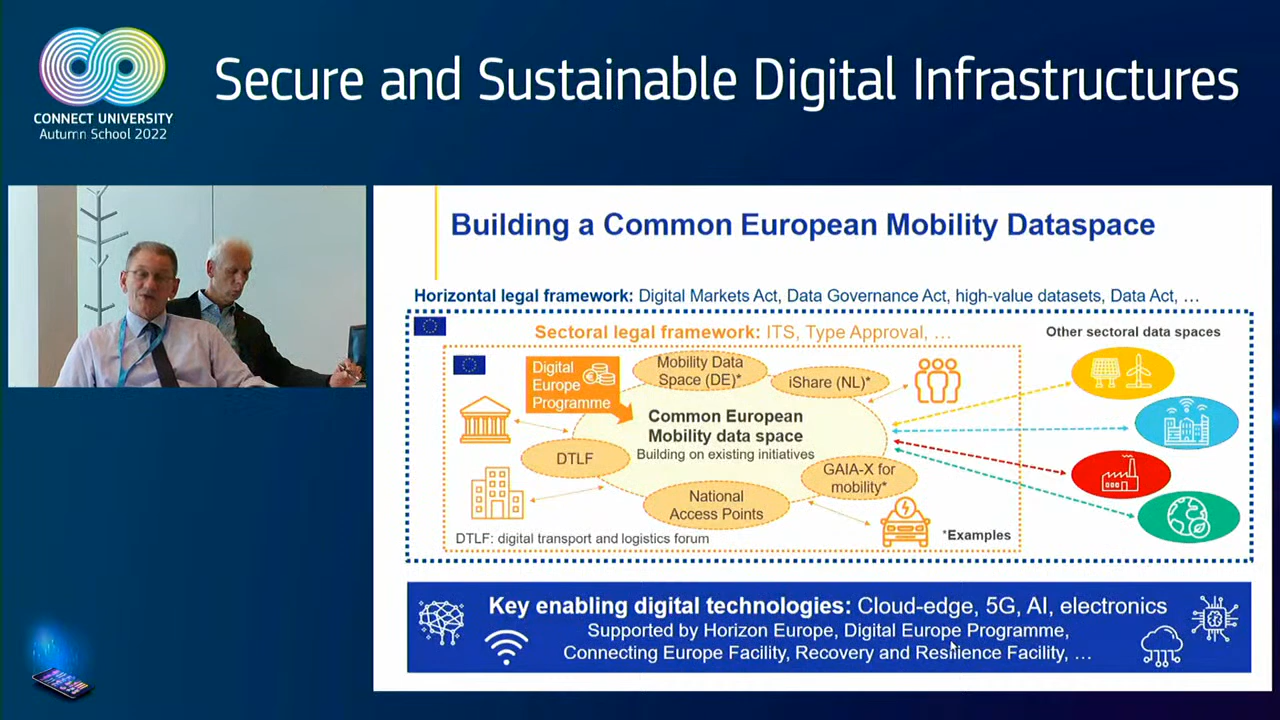 CONNECT UNIVERSITY
Autumn School 2022
Secure and Sustainable Digital Infrastructures
Building a Common European Mobility Dataspace
Horizontal legal framework: Digital Markets Act, Data Governance Act, high-value datasets, Data Act, …
Sectoral legal framework: ITS, Type Approval, …
Other sectoral data spaces
Digital
Europe
Programme
Mobility Data
Space (DE)*
iShare (NL)*
Common European
Mobility data space
Building on existing initiatives
DTLF
GAIA-X for
mobility*
National
Access Points
DTLF: digital transport and logistics forum
*Examples
Key enabling digital technologies: Cloud-edge, 5G, AI, electronics
Supported by Horizon Europe, Digital Europe Programme,
Connecting Europe Facility, Recovery and Resilience Facility, …